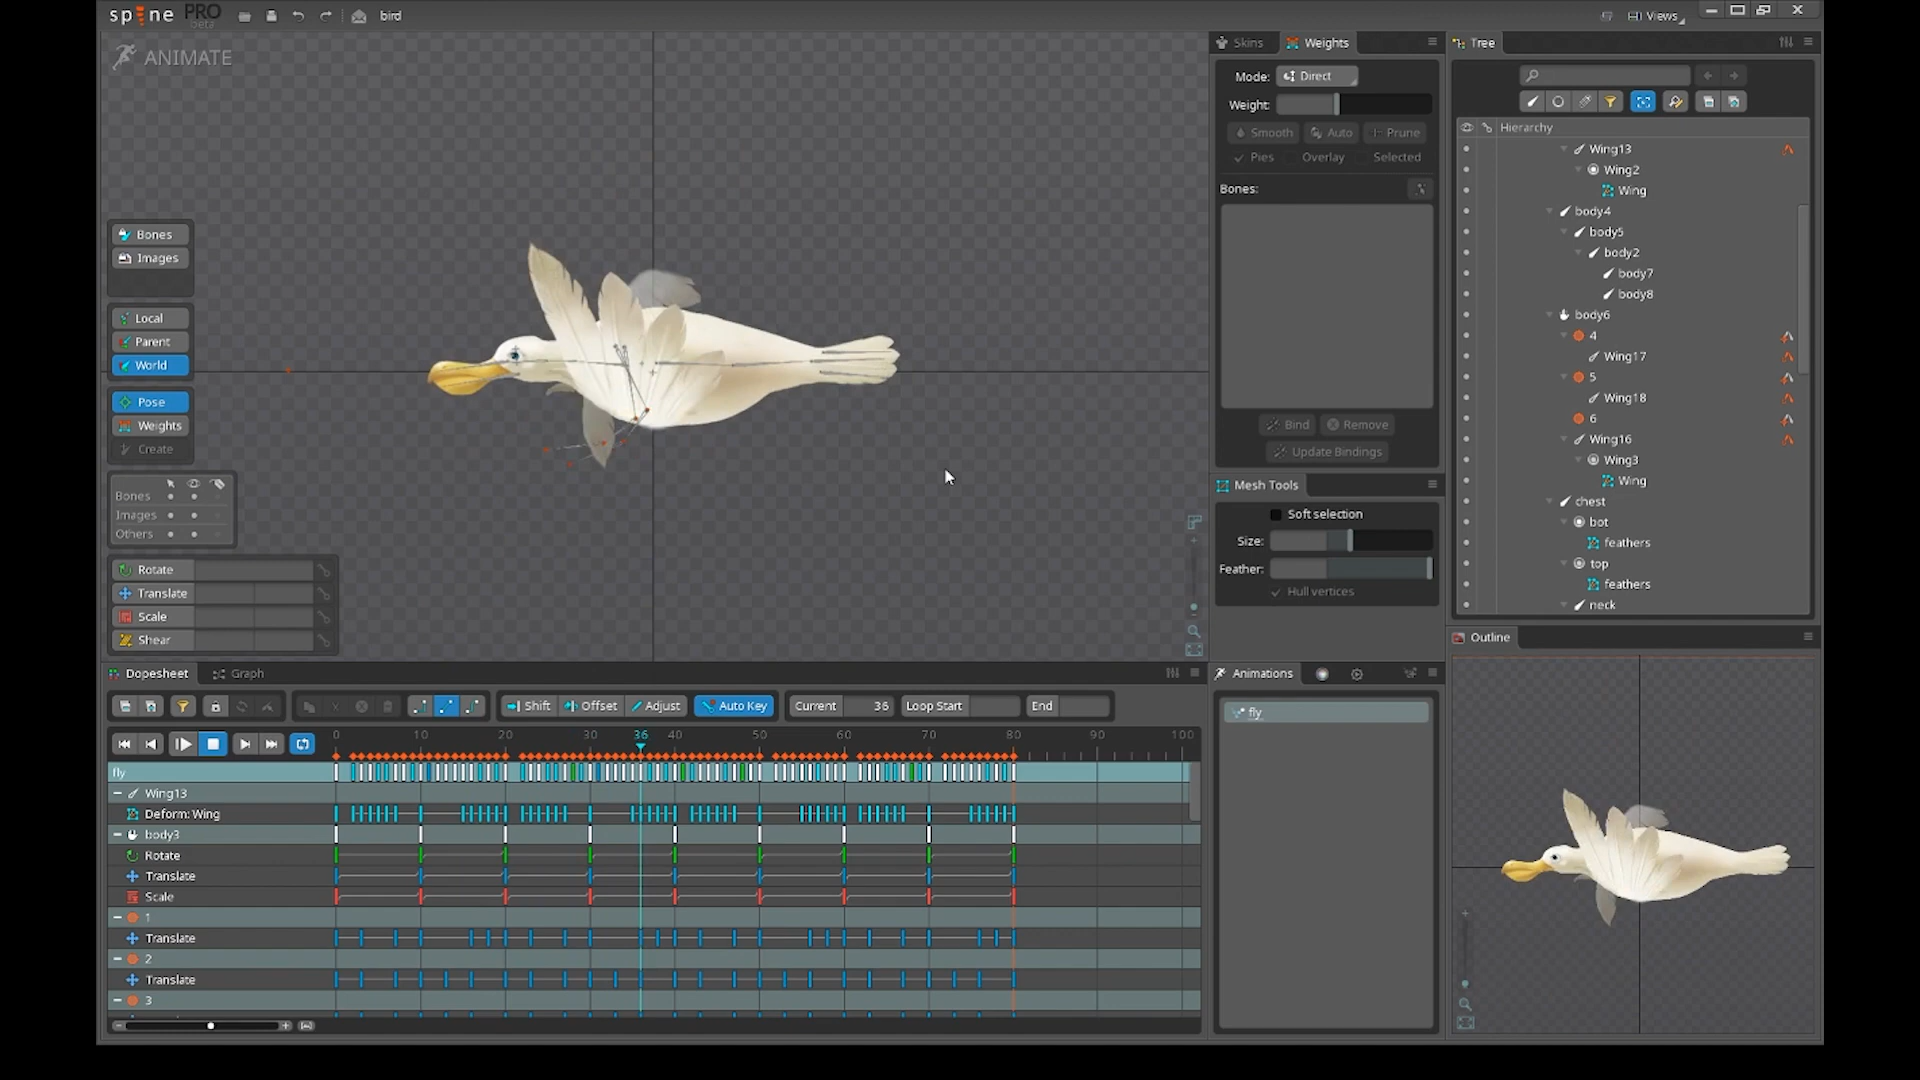 spine PRO beta bird Views
ANIMATE
Bones
Images
Local
Parent
World
Pose
Weights
Create
Bones
Images
Others
Rotate
Translate
Scale
Shear
Skins Weights
Mode: Direct
Weight:
Smooth Auto Prune
Pies Overlay Selected
Bones:
Bind Remove
Update Bindings
Mesh Tools
Soft selection
Size:
Feather:
Hull vertices
Tree
Hierarchy
Wing13
Wing2
Wing
body4
body5
body2
body7
body8
body6
4
Wing17
5
Wing18
6
Wing16
Wing3
Wing
chest
bot
feathers
top
feathers
neck
Outline
Dopesheet Graph
Shift Offset Adjust Auto Key Current 36 Loop Start End
0 10 20 30 36 40 50 60 70 80 90 100
fly
Wing13
Deform: Wing
body3
Rotate
Translate
Scale
1
Translate
2
Translate
3
Animations
fly